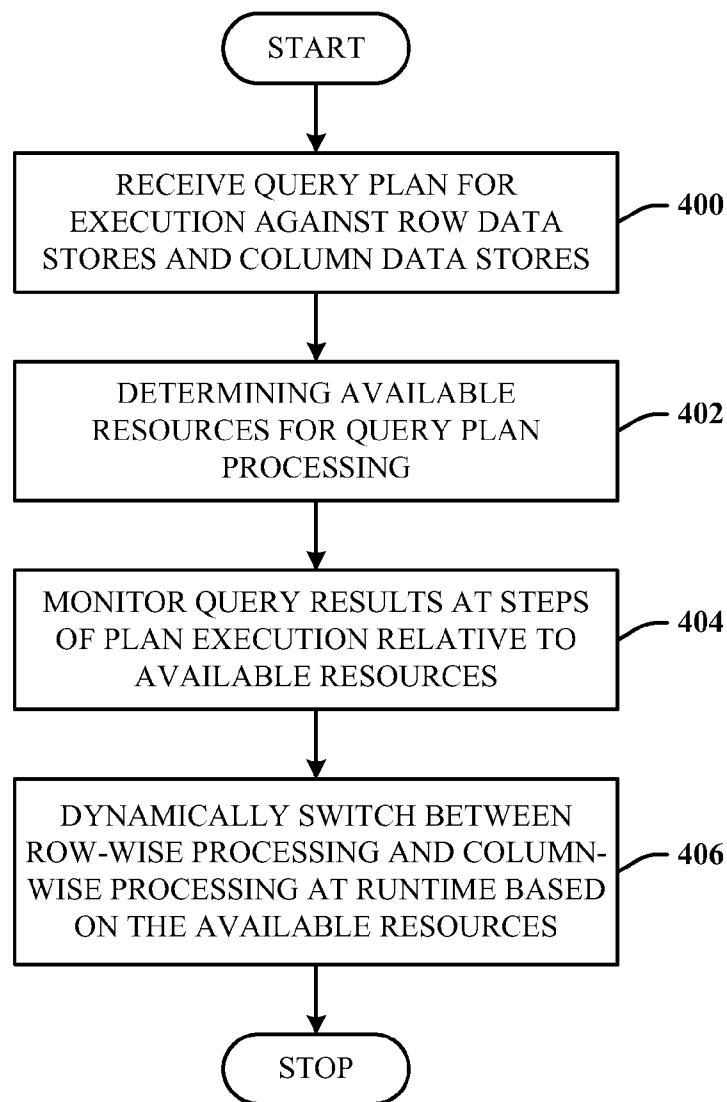 START
RECEIVE QUERY PLAN FOR
EXECUTION AGAINST ROW DATA
STORES AND COLUMN DATA STORES
400
DETERMINING AVAILABLE
RESOURCES FOR QUERY PLAN
PROCESSING
402
MONITOR QUERY RESULTS AT STEPS
OF PLAN EXECUTION RELATIVE TO
AVAILABLE RESOURCES
404
DYNAMICALLY SWITCH BETWEEN
ROW-WISE PROCESSING AND COLUMN-
WISE PROCESSING AT RUNTIME BASED
ON THE AVAILABLE RESOURCES
406
STOP